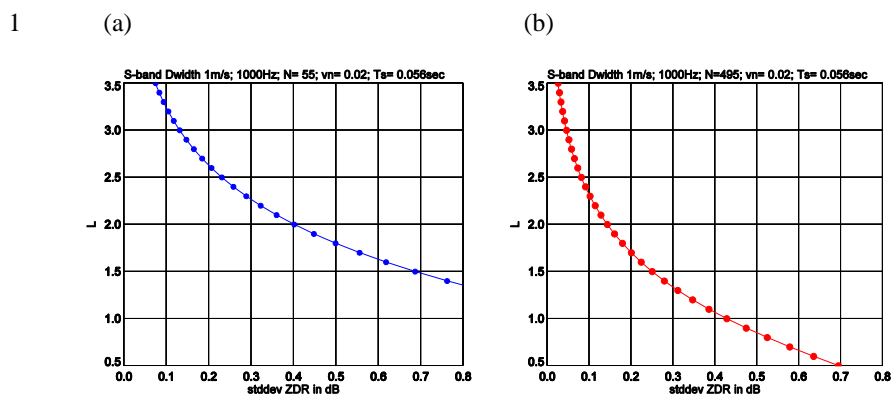 1 (a) (b)
S-band Dwidth 1m/s; 1000Hz; N= 55; vn= 0.02; Ts= 0.056sec
3.5
3.0
2.5
2.0
1.5
1.0
0.5
L
0.0 0.1 0.2 0.3 0.4 0.5 0.6 0.7 0.8
stddev ZDR in dB
S-band Dwidth 1m/s; 1000Hz; N=495; vn= 0.02; Ts= 0.056sec
3.5
3.0
2.5
2.0
1.5
1.0
0.5
L
0.0 0.1 0.2 0.3 0.4 0.5 0.6 0.7 0.8
stddev ZDR in dB